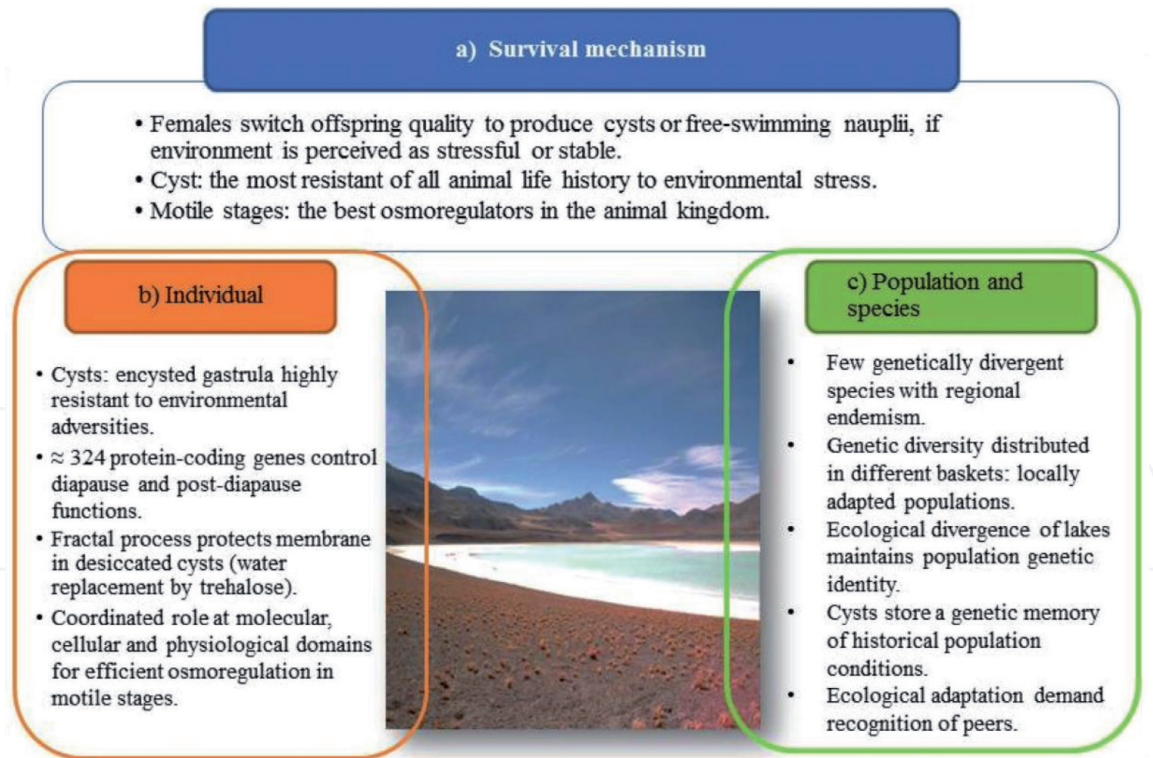 a) Survival mechanism
• Females switch offspring quality to produce cysts or free-swimming nauplii, if
environment is perceived as stressful or stable.
• Cyst: the most resistant of all animal life history to environmental stress.
• Motile stages: the best osmoregulators in the animal kingdom.
b) Individual
• Cysts: encysted gastrula highly
resistant to environmental
adversities.
• ≈ 324 protein-coding genes control
diapause and post-diapause
functions.
• Fractal process protects membrane
in desiccated cysts (water
replacement by trehalose).
• Coordinated role at molecular,
cellular and physiological domains
for efficient osmoregulation in
motile stages.
c) Population and
species
• Few genetically divergent
species with regional
endemism.
• Genetic diversity distributed
in different baskets: locally
adapted populations.
• Ecological divergence of lakes
maintains population genetic
identity.
• Cysts store a genetic memory
of historical population
conditions.
• Ecological adaptation demand
recognition of peers.